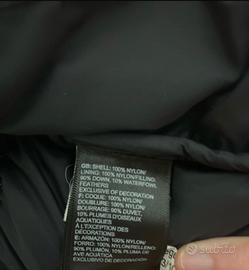 GB: SHELL: 100% NYLON/
LINING: 100% NYLON/FILLING:
90% DOWN, 10% WATERFOWL
FEATHERS
EXCLUSIVE OF DECORATION
F: COQUE: 100% NYLON/
DOUBLURE: 100% NYLON/
BOURRAGE: 90% DUVET,
10% PLUMES D'OISEAUX
AQUATIQUES
À L'EXCEPTION DES
DÉCORATIONS
E: ARMAZON: 100% NYLON/
FORRO: 100% NYLON/RELLENO:
90% PLUMÓN, 10% PLUMA DE
AVE ACUÁTICA
EXCLUSIVO DE DECORACIÓN
subito